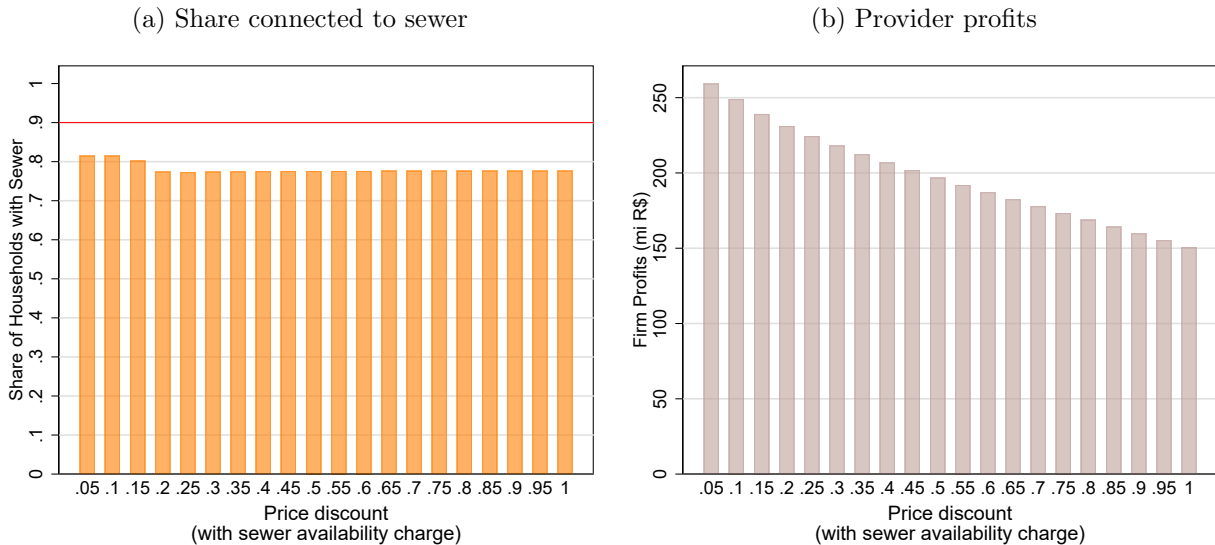 (a) Share connected to sewer
Share of Households with Sewer
1
.9
.8
.7
.6
.5
.4
.3
.2
.1
0
.05 .1 .15 .2 .25 .3 .35 .4 .45 .5 .55 .6 .65 .7 .75 .8 .85 .9 .95 1
Price discount
(with sewer availability charge)
(b) Provider profits
Firm Profits (mi R$)
250
200
150
100
50
0
.05 .1 .15 .2 .25 .3 .35 .4 .45 .5 .55 .6 .65 .7 .75 .8 .85 .9 .95 1
Price discount
(with sewer availability charge)